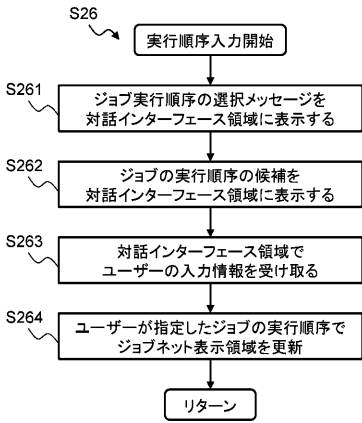 S26
実行順序入力開始
S261
ジョブ実行順序の選択メッセージを
対話インターフェース領域に表示する
S262
ジョブの実行順序の候補を
対話インターフェース領域に表示する
S263
対話インターフェース領域で
ユーザーの入力情報を受け取る
S264
ユーザーが指定したジョブの実行順序で
ジョブネット表示領域を更新
リターン